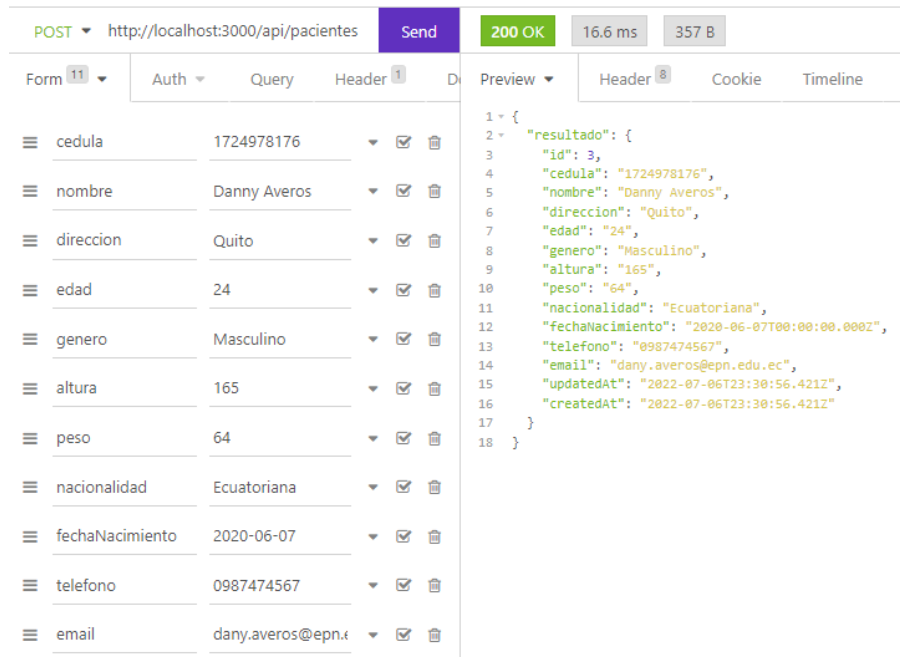 POST http://localhost:3000/api/pacientes Send 200 OK 16.6 ms 357 B
Form 11 Auth Query Header 1 Preview Header 8 Cookie Timeline
cedula 1724978176
nombre Danny Averos
direccion Quito
edad 24
genero Masculino
altura 165
peso 64
nacionalidad Ecuatoriana
fechaNacimiento 2020-06-07
telefono 0987474567
email dany.averos@epn.
1 {
2 "resultado": {
3 "id": 3,
4 "cedula": "1724978176",
5 "nombre": "Danny Averos",
6 "direccion": "Quito",
7 "edad": "24",
8 "genero": "Masculino",
9 "altura": "165",
10 "peso": "64",
11 "nacionalidad": "Ecuatoriana",
12 "fechaNacimiento": "2020-06-07T00:00:00.000Z",
13 "telefono": "0987474567",
14 "email": "dany.averos@epn.edu.ec",
15 "updatedAt": "2022-07-06T23:30:56.421Z",
16 "createdAt": "2022-07-06T23:30:56.421Z"
17 }
18 }